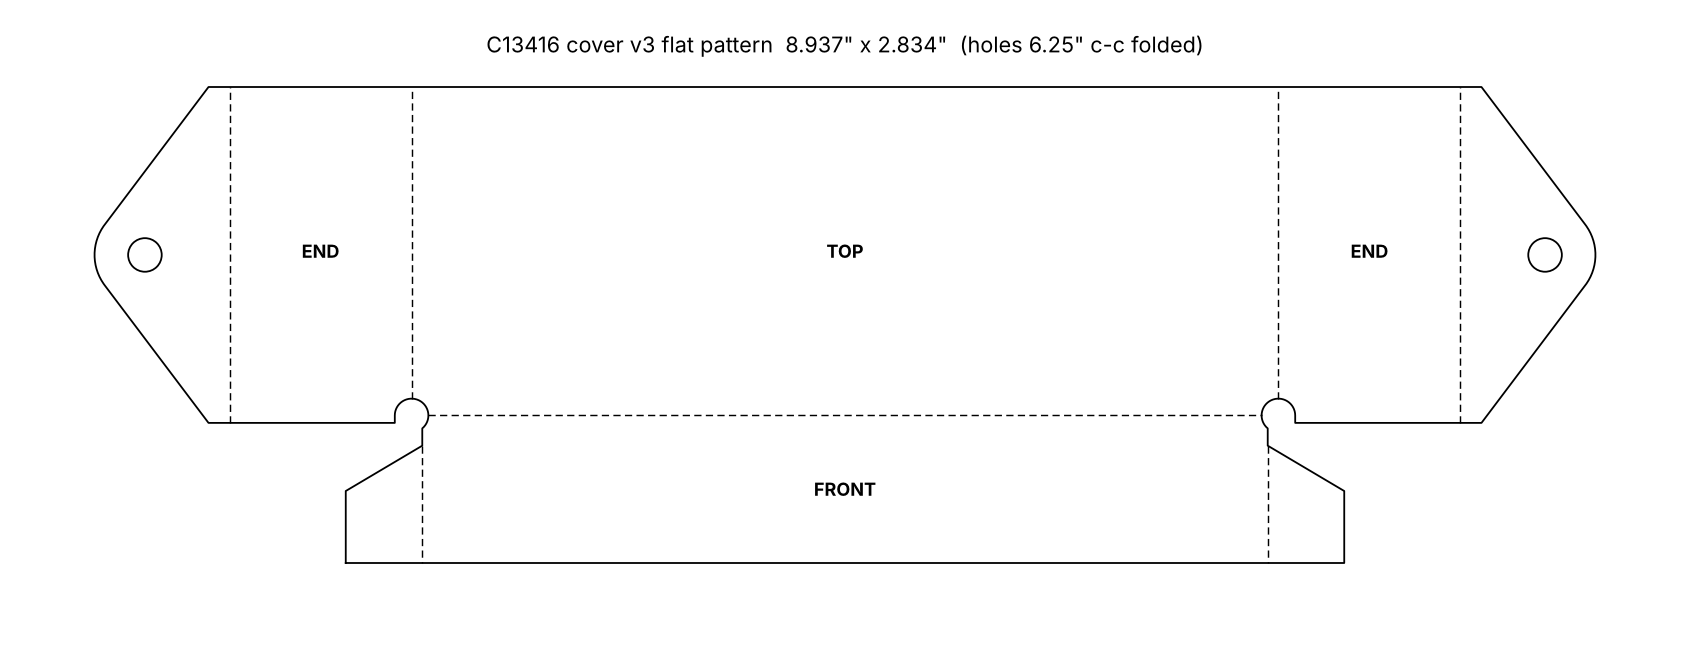 C13416 cover v3 flat pattern  8.937" x 2.834"  (holes 6.25" c-c folded)
END
TOP
END
FRONT